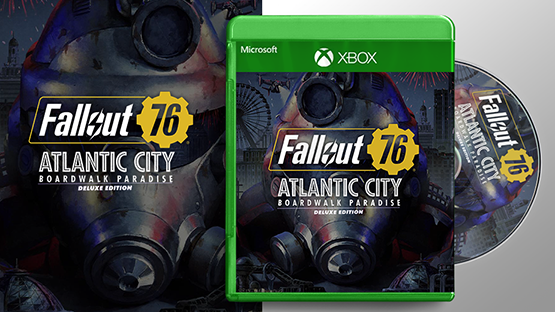 Fallout 76
ATLANTIC CITY
BOARDWALK PARADISE
DELUXE EDITION
Microsoft
XBOX
Fallout 76
ATLANTIC CITY
BOARDWALK PARADISE
DELUXE EDITION
76
ATLANTIC CITY